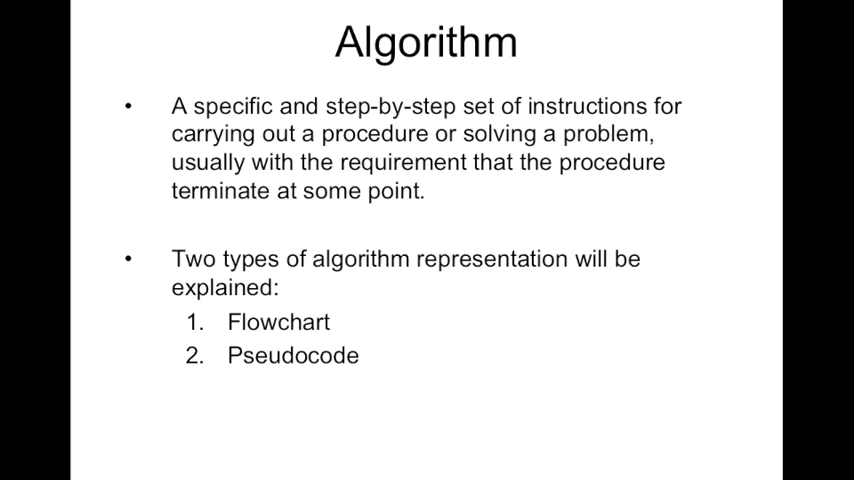 Algorithm
• A specific and step-by-step set of instructions for
carrying out a procedure or solving a problem,
usually with the requirement that the procedure
terminate at some point.
• Two types of algorithm representation will be
explained:
1. Flowchart
2. Pseudocode